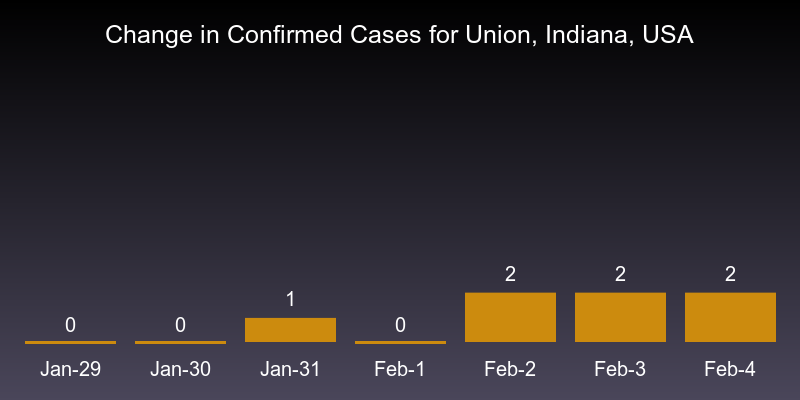 Change in Confirmed Cases for Union, Indiana, USA
0 0 1 0 2 2 2
Jan-29 Jan-30 Jan-31 Feb-1 Feb-2 Feb-3 Feb-4